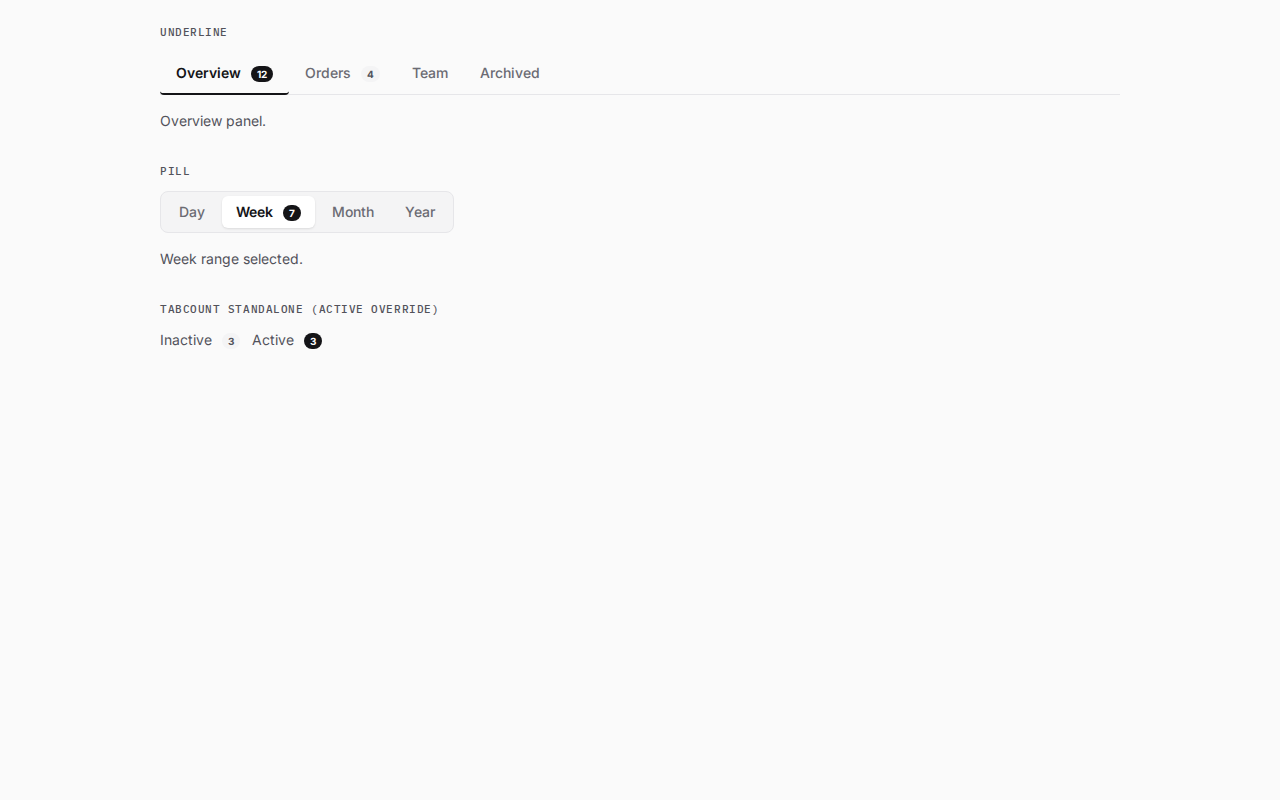 UNDERLINE
Overview 12 Orders 4 Team Archived
Overview panel.
PILL
Day Week 7 Month Year
Week range selected.
TABCOUNT STANDALONE (ACTIVE OVERRIDE)
Inactive 3 Active 3